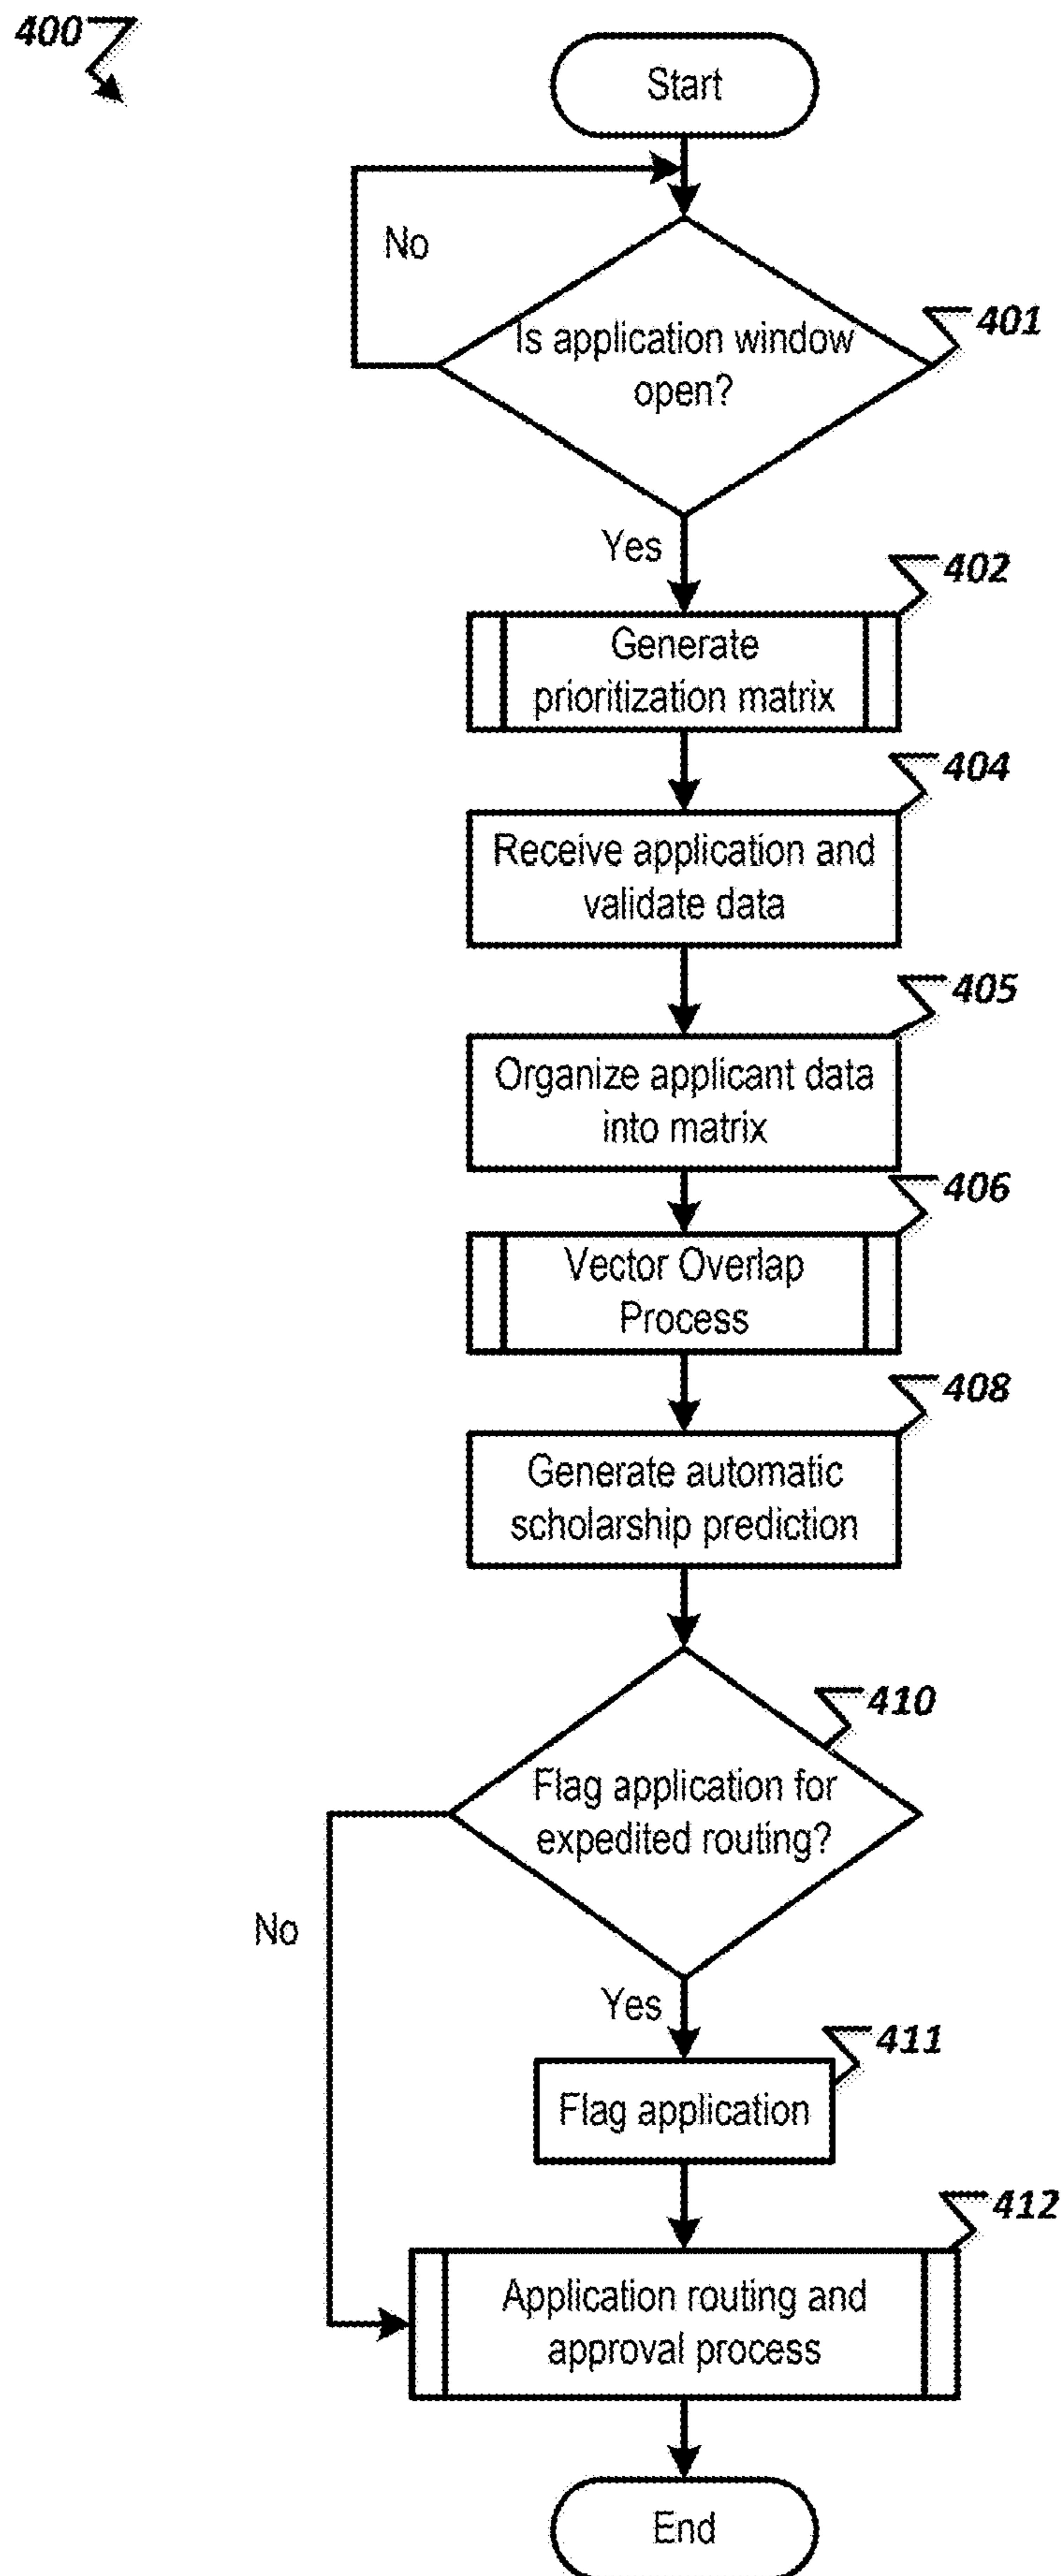 400
Start
No
Is application window
open?
401
Yes
402
Generate
prioritization matrix
404
Receive application and
validate data
405
Organize applicant data
into matrix
406
Vector Overlap
Process
408
Generate automatic
scholarship prediction
410
Flag application for
expedited routing?
No
Yes
411
Flag application
412
Application routing and
approval process
End